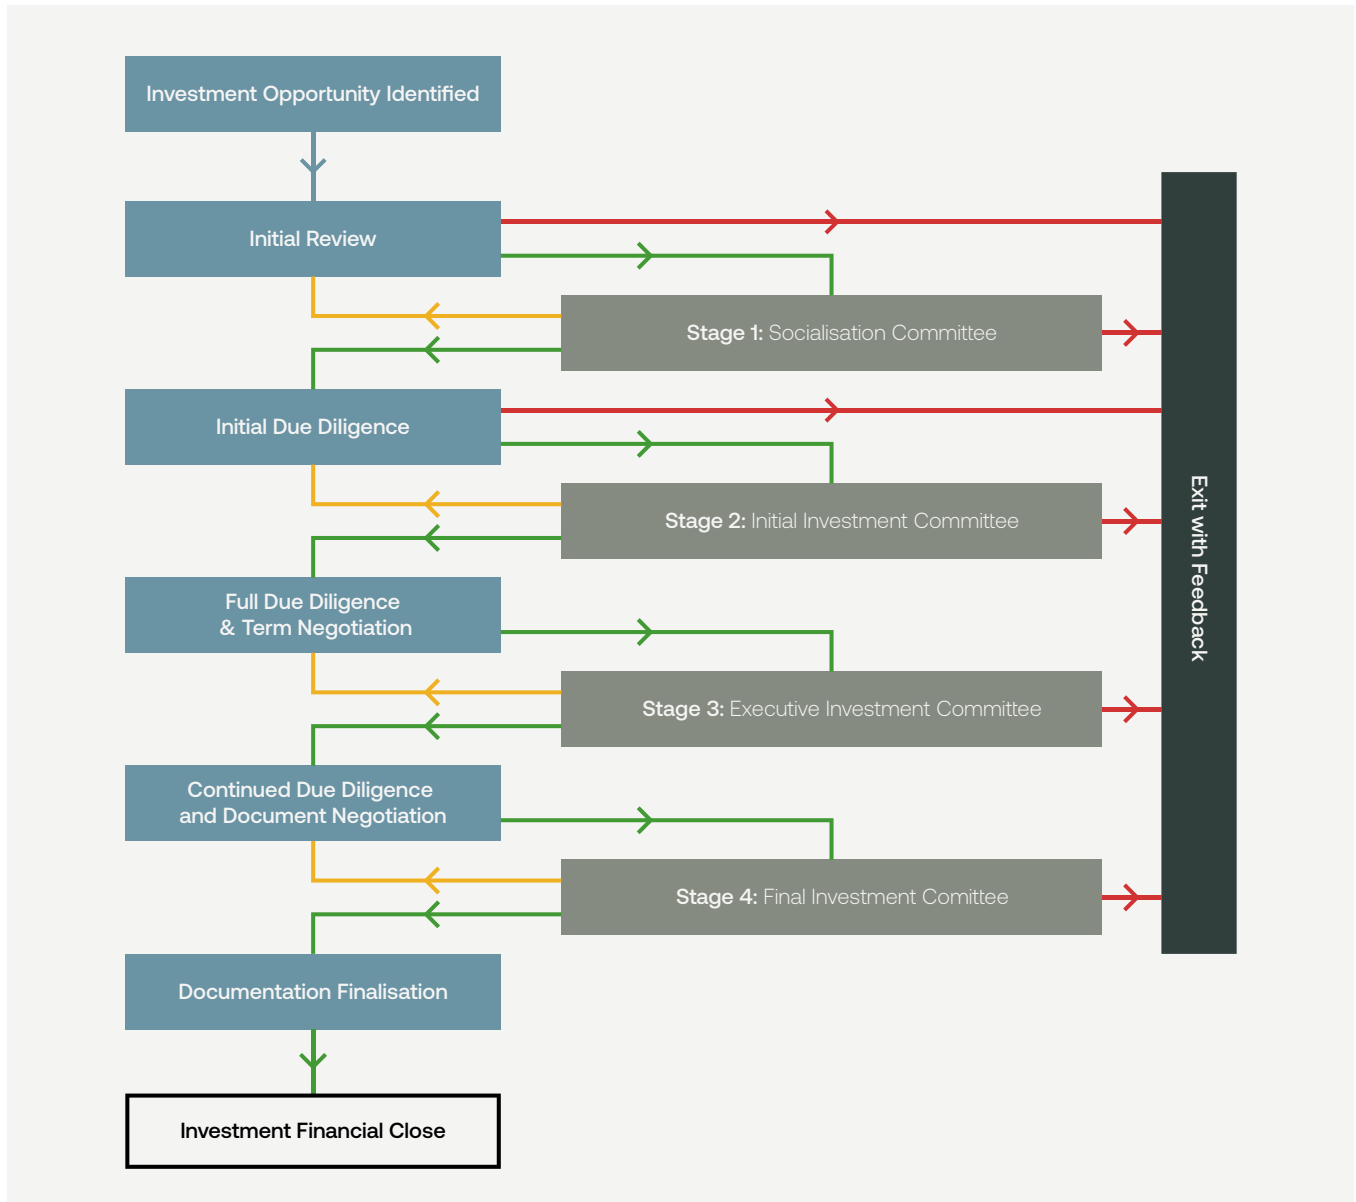 Investment Opportunity Identified
Initial Review
Stage 1: Socialisation Committee
Initial Due Diligence
Stage 2: Initial Investment Committee
Full Due Diligence
& Term Negotiation
Stage 3: Executive Investment Committee
Continued Due Diligence
and Document Negotiation
Stage 4: Final Investment Comittee
Documentation Finalisation
Investment Financial Close
Exit with Feedback